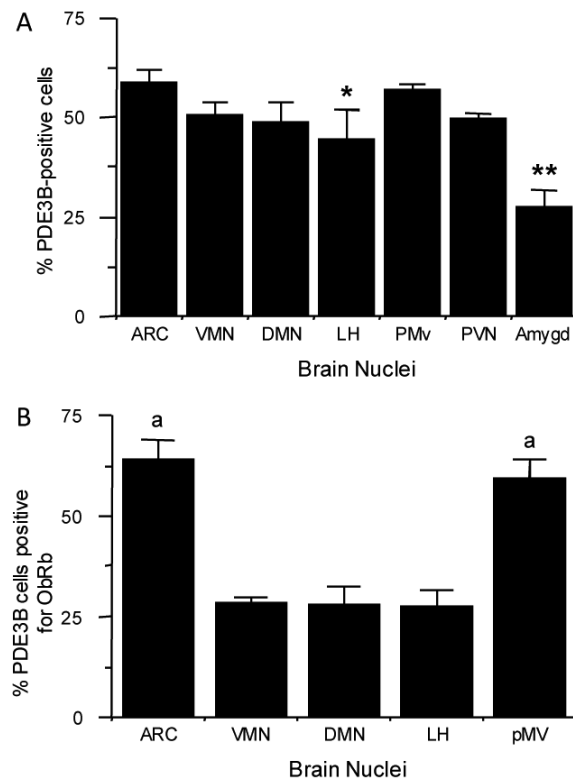 A
% PDE3B-positive cells
75
50
25
0
*
**
ARC VMN DMN LH PMv PVN Amygd
Brain Nuclei
B
% PDE3B cells positive
for ObRb
75
50
25
0
a
a
ARC VMN DMN LH pMV
Brain Nuclei